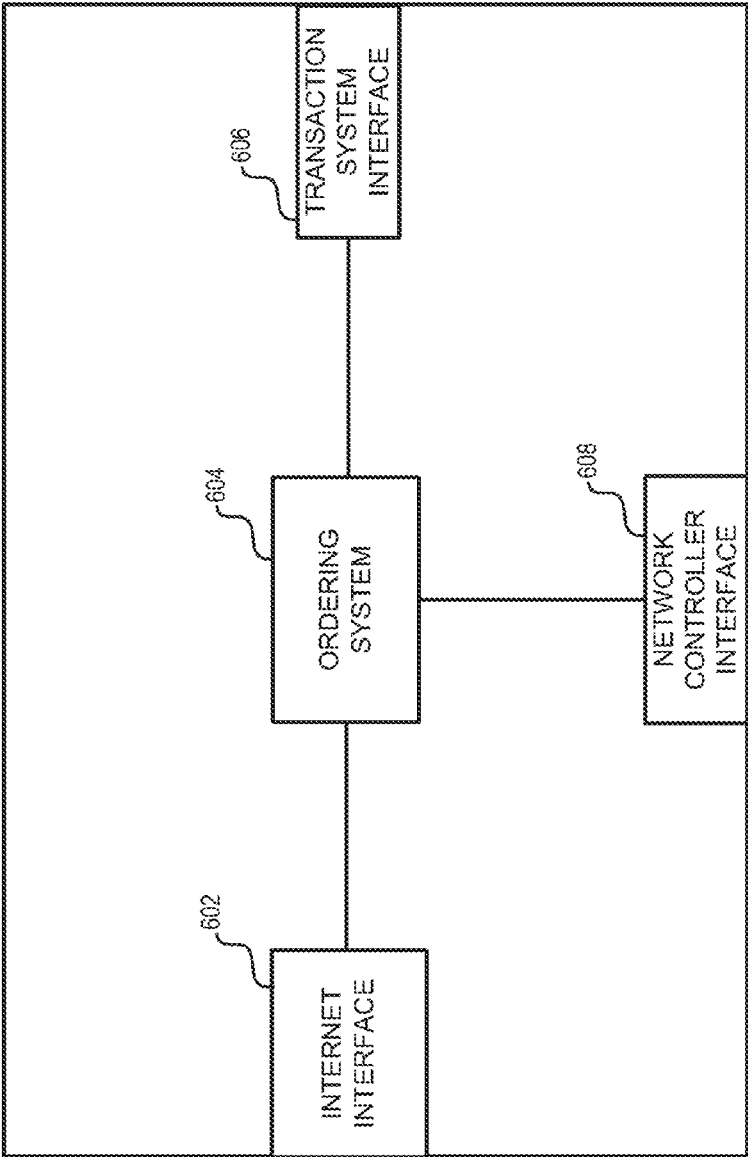 602
INTERNET
INTERFACE
604
ORDERING
SYSTEM
606
TRANSACTION
SYSTEM
INTERFACE
608
NETWORK
CONTROLLER
INTERFACE